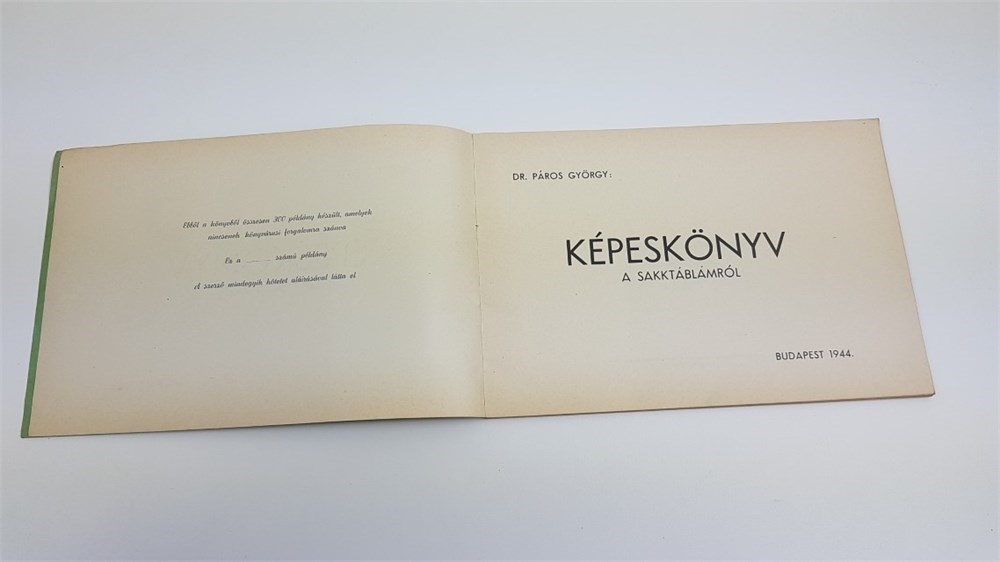 Ebből a könyvből összesen 300 példány készült, amelyek
nincsenek könyvárusi forgalomra szánva
Ez a ........ számú példány
A szerző mindegyik kötetet aláírásával látta el
DR. PÁROS GYÖRGY:
KÉPESKÖNYV
A SAKKTÁBLÁMRÓL
BUDAPEST 1944.